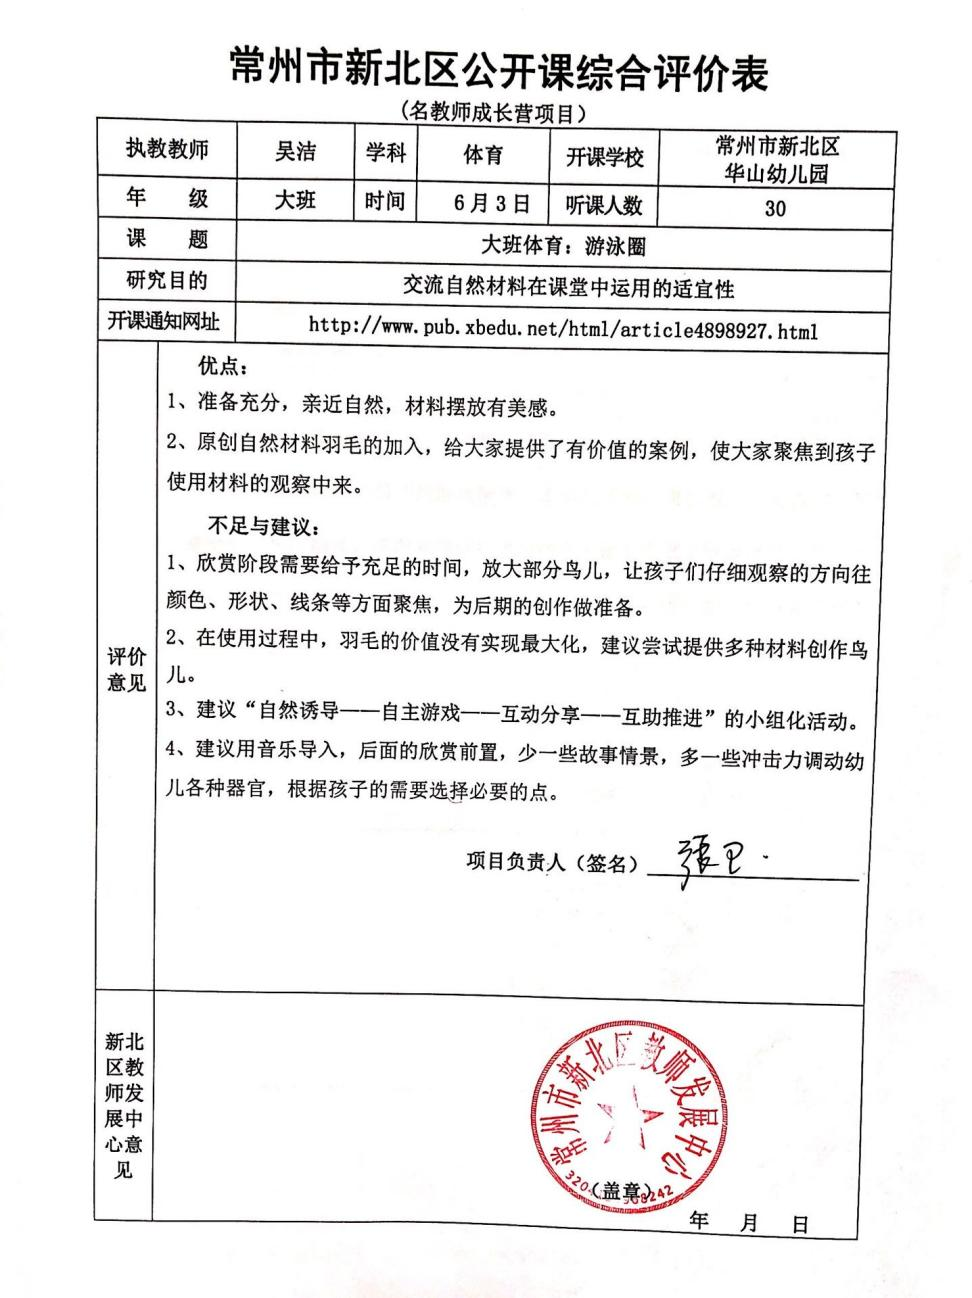 常州市新北区公开课综合评价表
(名教师成长营项目)
执教教师 吴洁 学科 体育 开课学校 常州市新北区
华山幼儿园
年 级 大班 时间 6月3日 听课人数 30
课 题 大班体育：游泳圈
研究目的 交流自然材料在课堂中运用的适宜性
开课通知网址 http://www.pub.xbedu.net/html/article4898927.html
评价
意见
优点：
1、准备充分，亲近自然，材料摆放有美感。
2、原创自然材料羽毛的加入，给大家提供了有价值的案例，使大家聚焦到孩子
使用材料的观察中来。
不足与建议：
1、欣赏阶段需要给予充足的时间，放大部分鸟儿，让孩子们仔细观察的方向往
颜色、形状、线条等方面聚焦，为后期的创作做准备。
2、在使用过程中，羽毛的价值没有实现最大化，建议尝试提供多种材料创作鸟
儿。
3、建议“自然诱导——自主游戏——互动分享——互助推进”的小组化活动。
4、建议用音乐导入，后面的欣赏前置，少一些故事情景，多一些冲击力调动幼
儿各种器官，根据孩子的需要选择必要的点。
项目负责人（签名）
新北
区教
师发
展中
心意
见
常州市新北区教师发展中心
（盖章）
年 月 日